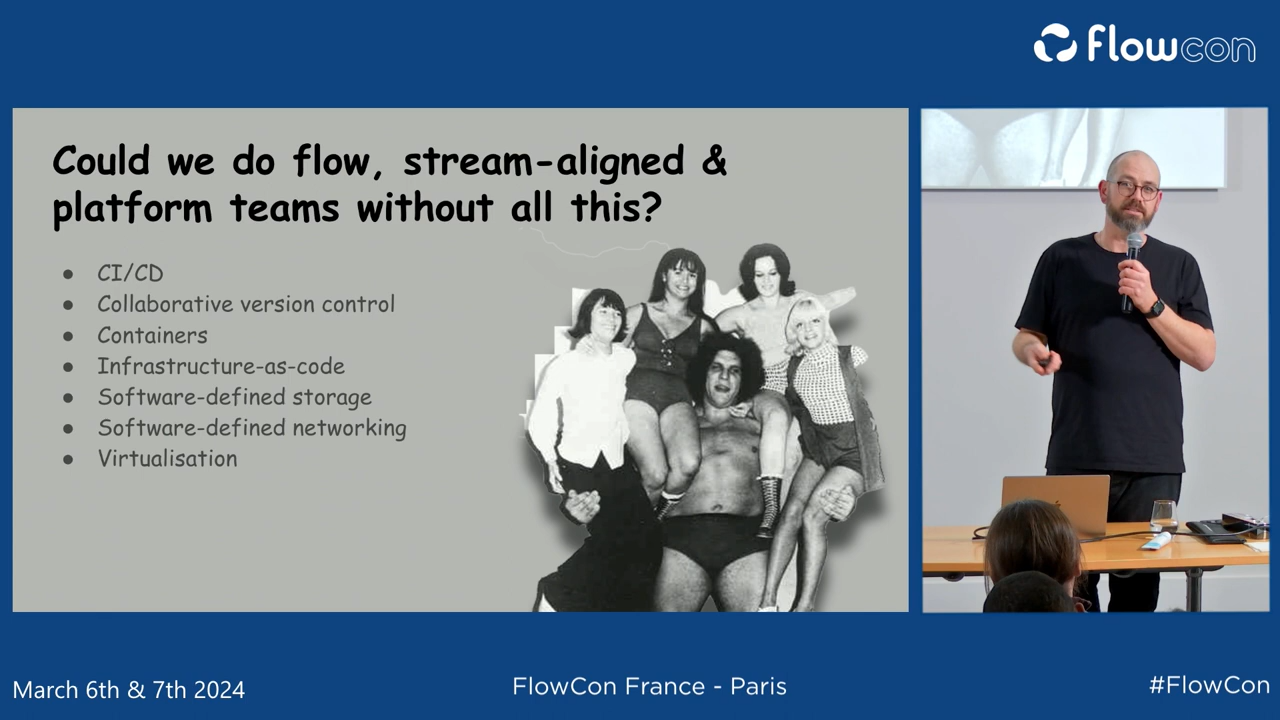 flowcon
Could we do flow, stream-aligned &
platform teams without all this?
● CI/CD
● Collaborative version control
● Containers
● Infrastructure-as-code
● Software-defined storage
● Software-defined networking
● Virtualisation
March 6th & 7th 2024
FlowCon France - Paris
#FlowCon